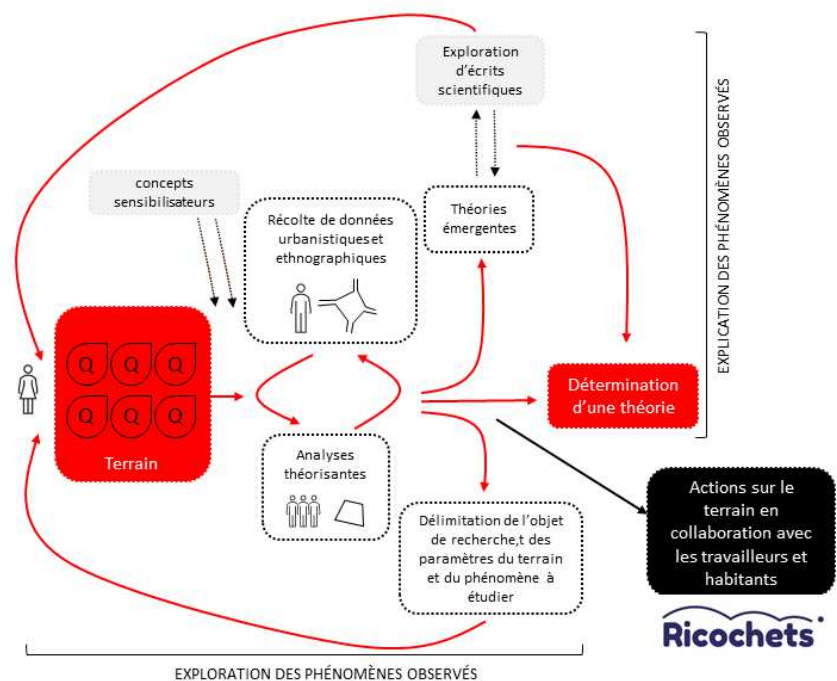 Exploration
d'écrits
scientifiques
EXPLICATION DES PHÉNOMÈNES OBSERVÉS
concepts
sensibilisateurs
Récolte de données
urbanistiques et
ethnographiques
Théories
émergentes
Q Q Q
Q Q Q
Terrain
Détermination
d'une théorie
Analyses
théorisantes
Délimitation de l'objet
de recherche,t des
paramètres du terrain
et du phénomène à
étudier
Actions sur le
terrain en
collaboration avec
les travailleurs et
habitants
Ricochets
EXPLORATION DES PHÉNOMÈNES OBSERVÉS